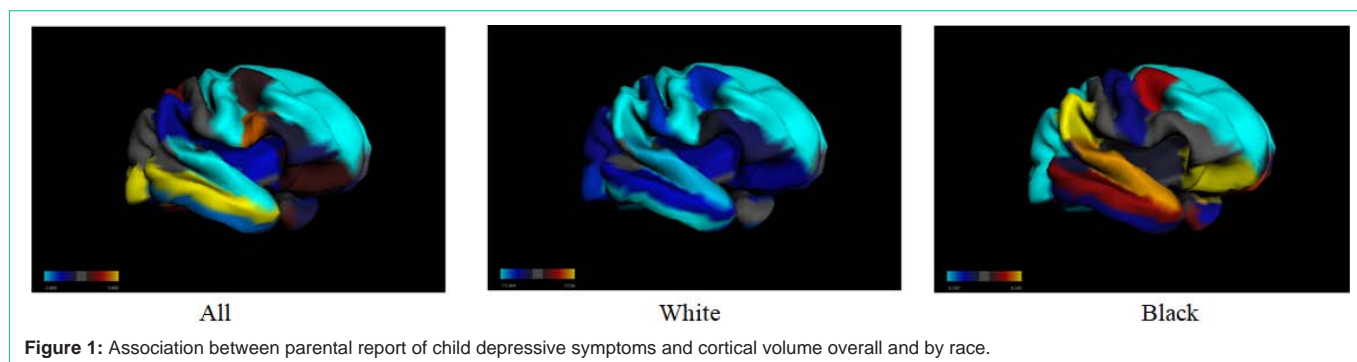 All
White
Black
Figure 1: Association between parental report of child depressive symptoms and cortical volume overall and by race.